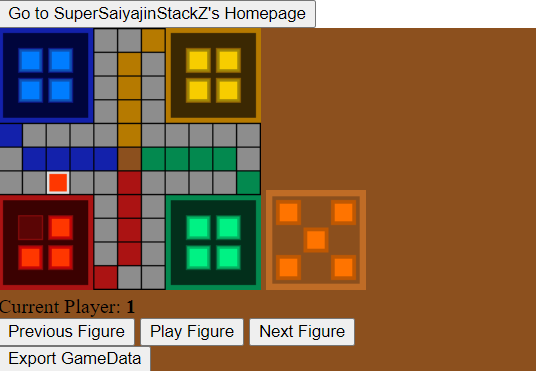 Go to SuperSaiyajinStackZ's Homepage
Current Player: 1
Previous Figure Play Figure Next Figure
Export GameData